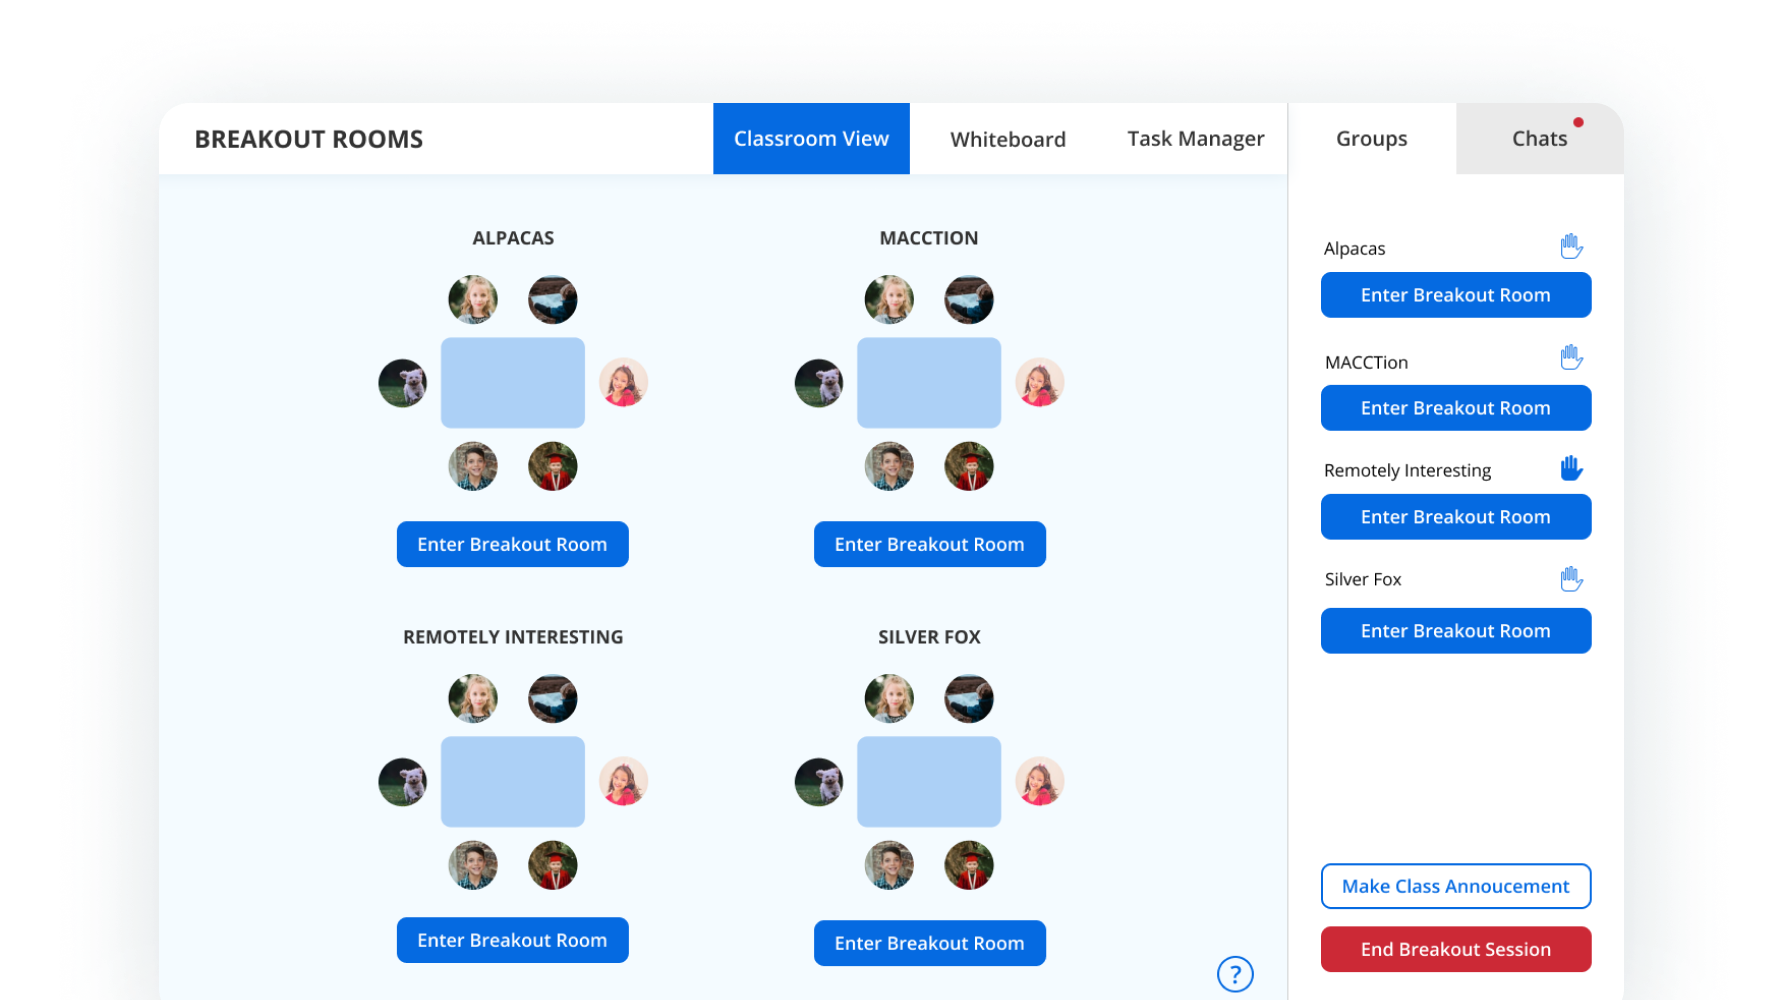 BREAKOUT ROOMS
Classroom View
Whiteboard
Task Manager
Groups
Chats
ALPACAS
MACCTION
Enter Breakout Room
Enter Breakout Room
REMOTELY INTERESTING
SILVER FOX
Enter Breakout Room
Enter Breakout Room
?
Alpacas
Enter Breakout Room
MACCTion
Enter Breakout Room
Remotely Interesting
Enter Breakout Room
Silver Fox
Enter Breakout Room
Make Class Annoucement
End Breakout Session